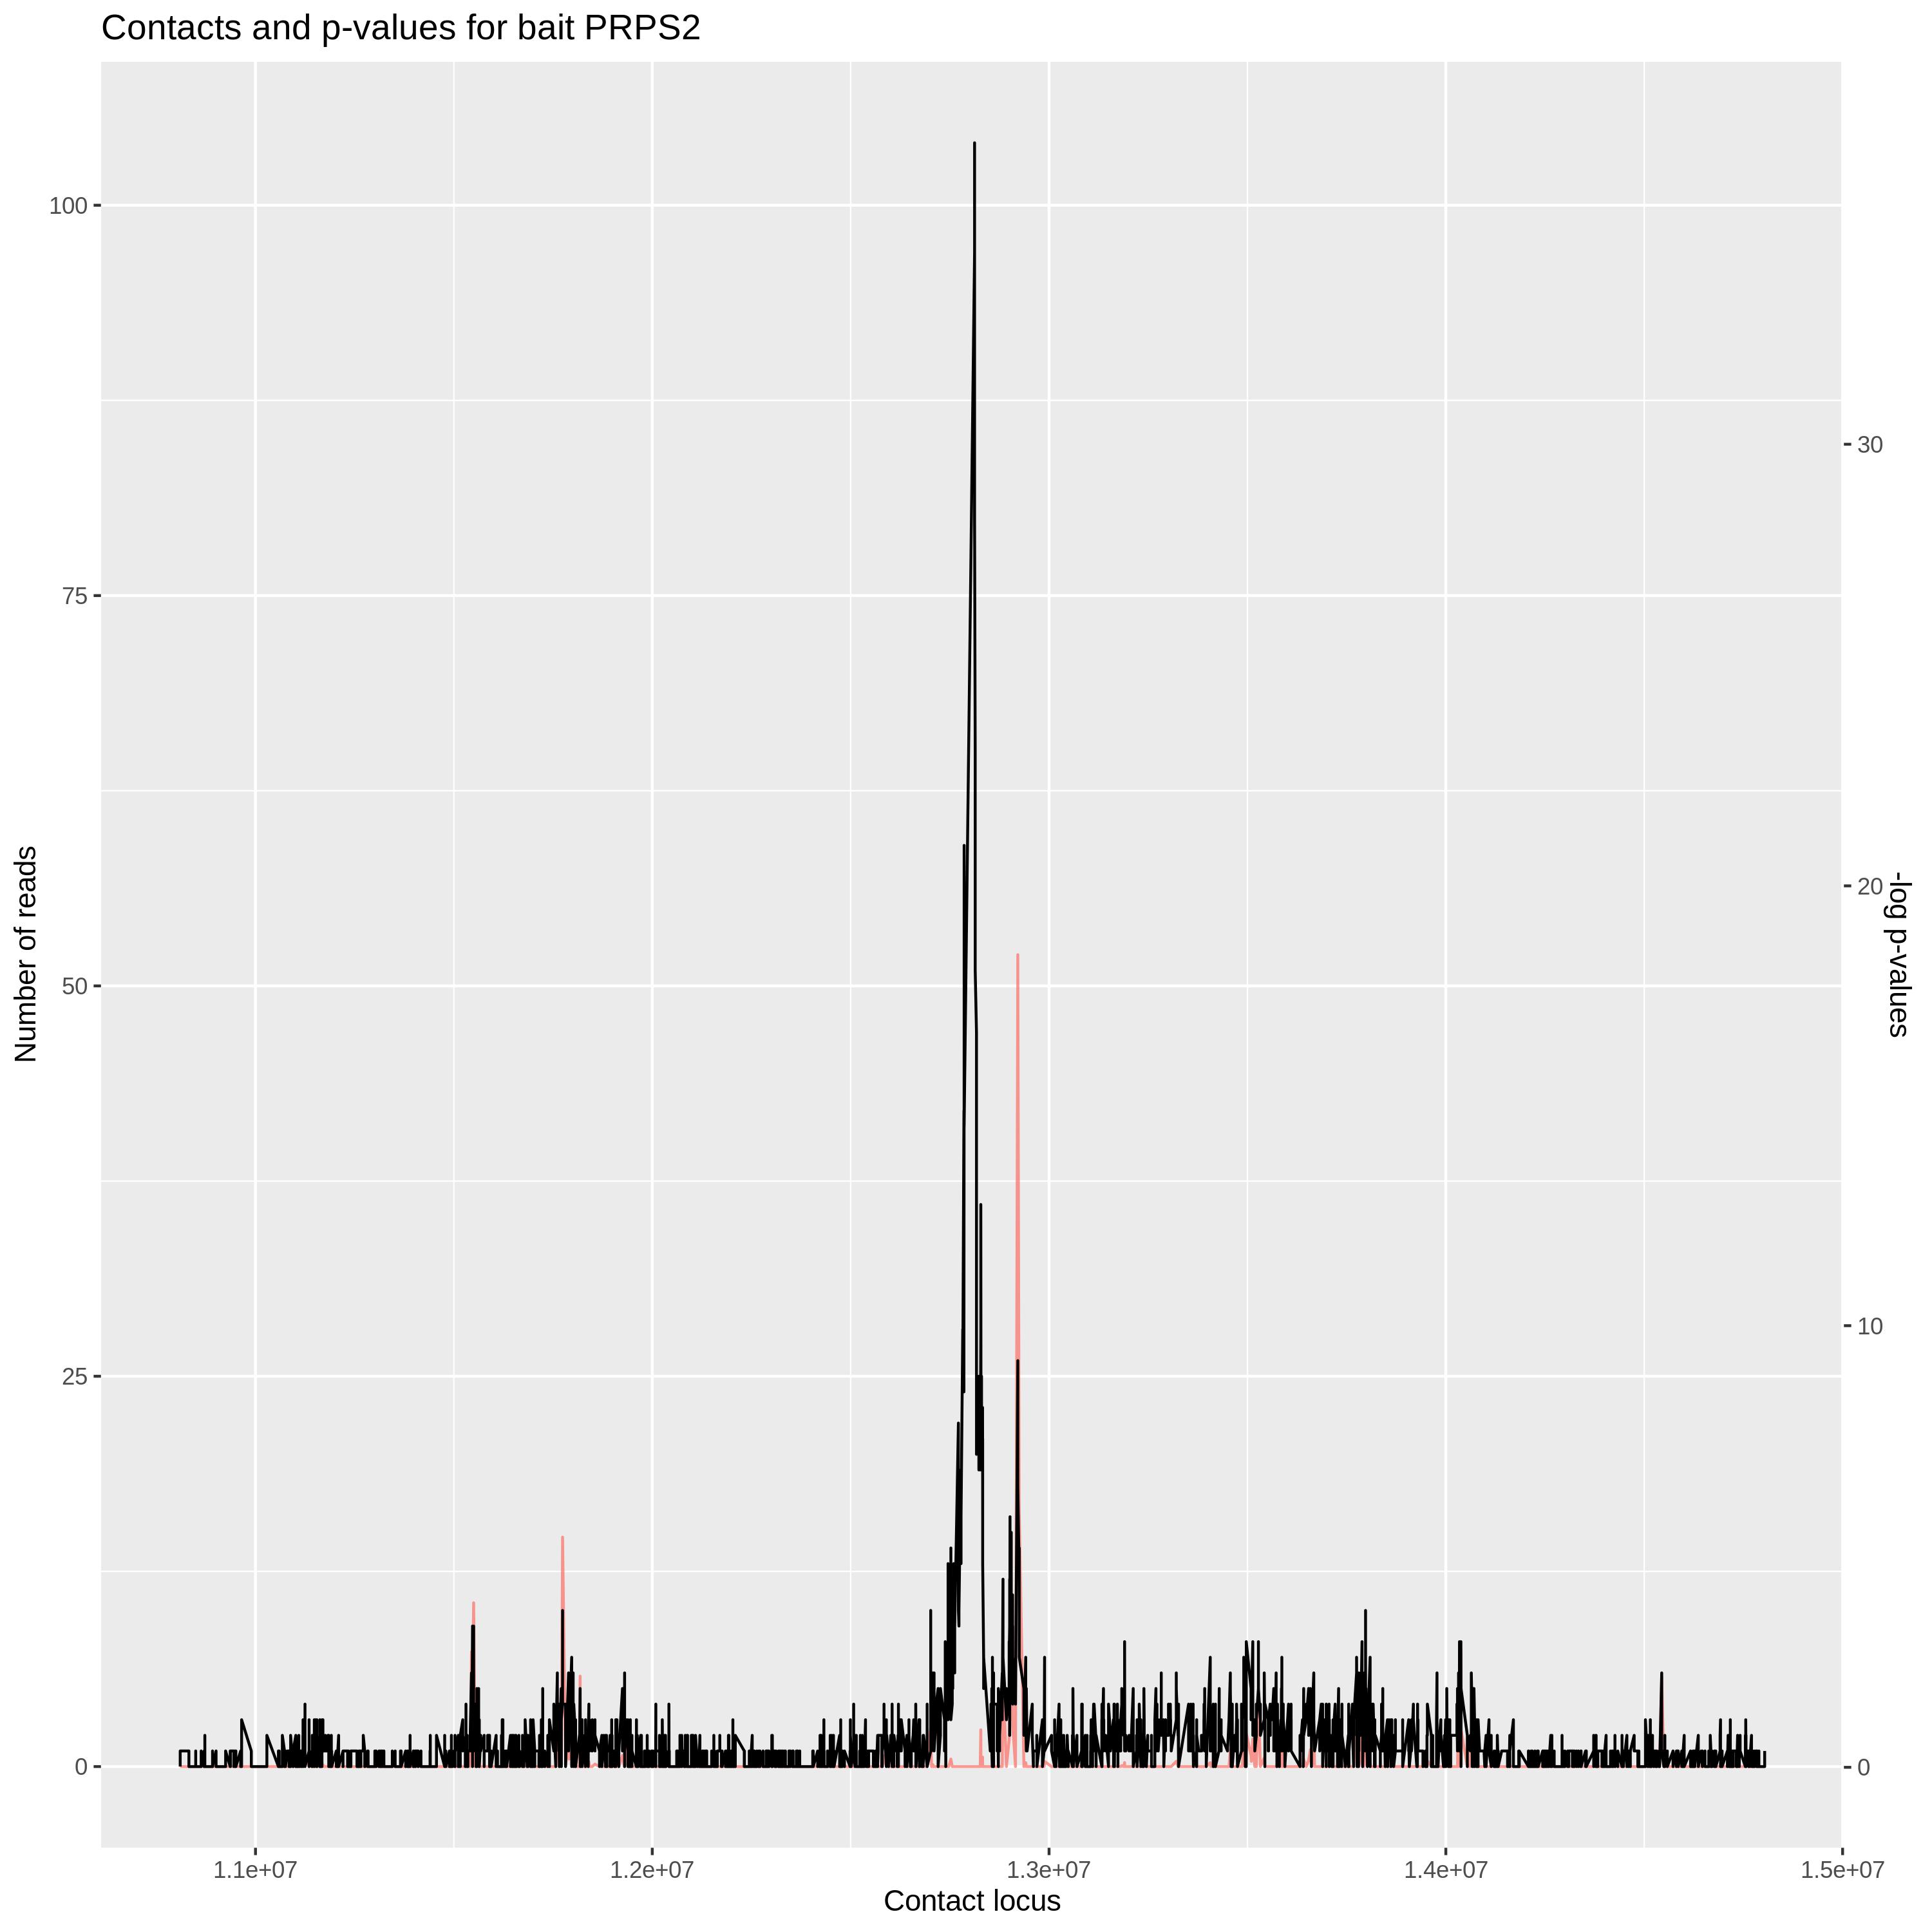 Contacts and p-values for bait PRPS2
100
75
50
25
0
Number of reads
30
20
10
0
-log p-values
1.1e+07 1.2e+07 1.3e+07 1.4e+07 1.5e+07
Contact locus